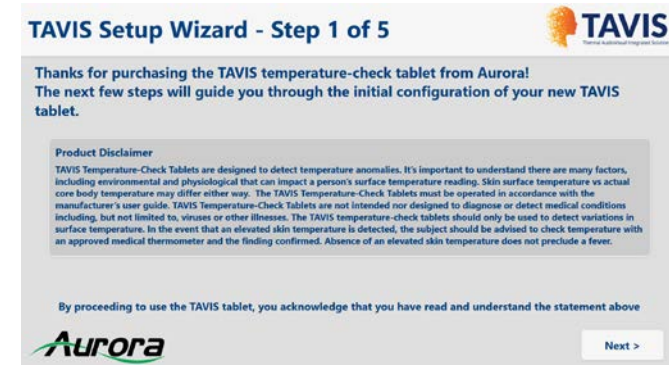 TAVIS Setup Wizard - Step 1 of 5
TAVIS
Thermal Audiovisual Integrated Solution
Thanks for purchasing the TAVIS temperature-check tablet from Aurora!
The next few steps will guide you through the initial configuration of your new TAVIS
tablet.
Product Disclaimer
TAVIS Temperature-Check Tablets are designed to detect temperature anomalies. It's important to understand there are many factors,
including environmental and physiological that can impact a person's surface temperature reading. Skin surface temperature vs actual
core body temperature may differ either way. The TAVIS Temperature-Check Tablets must be operated in accordance with the
manufacturer's user guide. TAVIS Temperature-Check Tablets are not intended nor designed to diagnose or detect medical conditions
including, but not limited to, viruses or other illnesses. The TAVIS temperature-check tablets should only be used to detect variations in
surface temperature. In the event that an elevated skin temperature is detected, the subject should be advised to check temperature with
an approved medical thermometer and the finding confirmed. Absence of an elevated skin temperature does not preclude a fever.
By proceeding to use the TAVIS tablet, you acknowledge that you have read and understand the statement above
Aurora
Next >